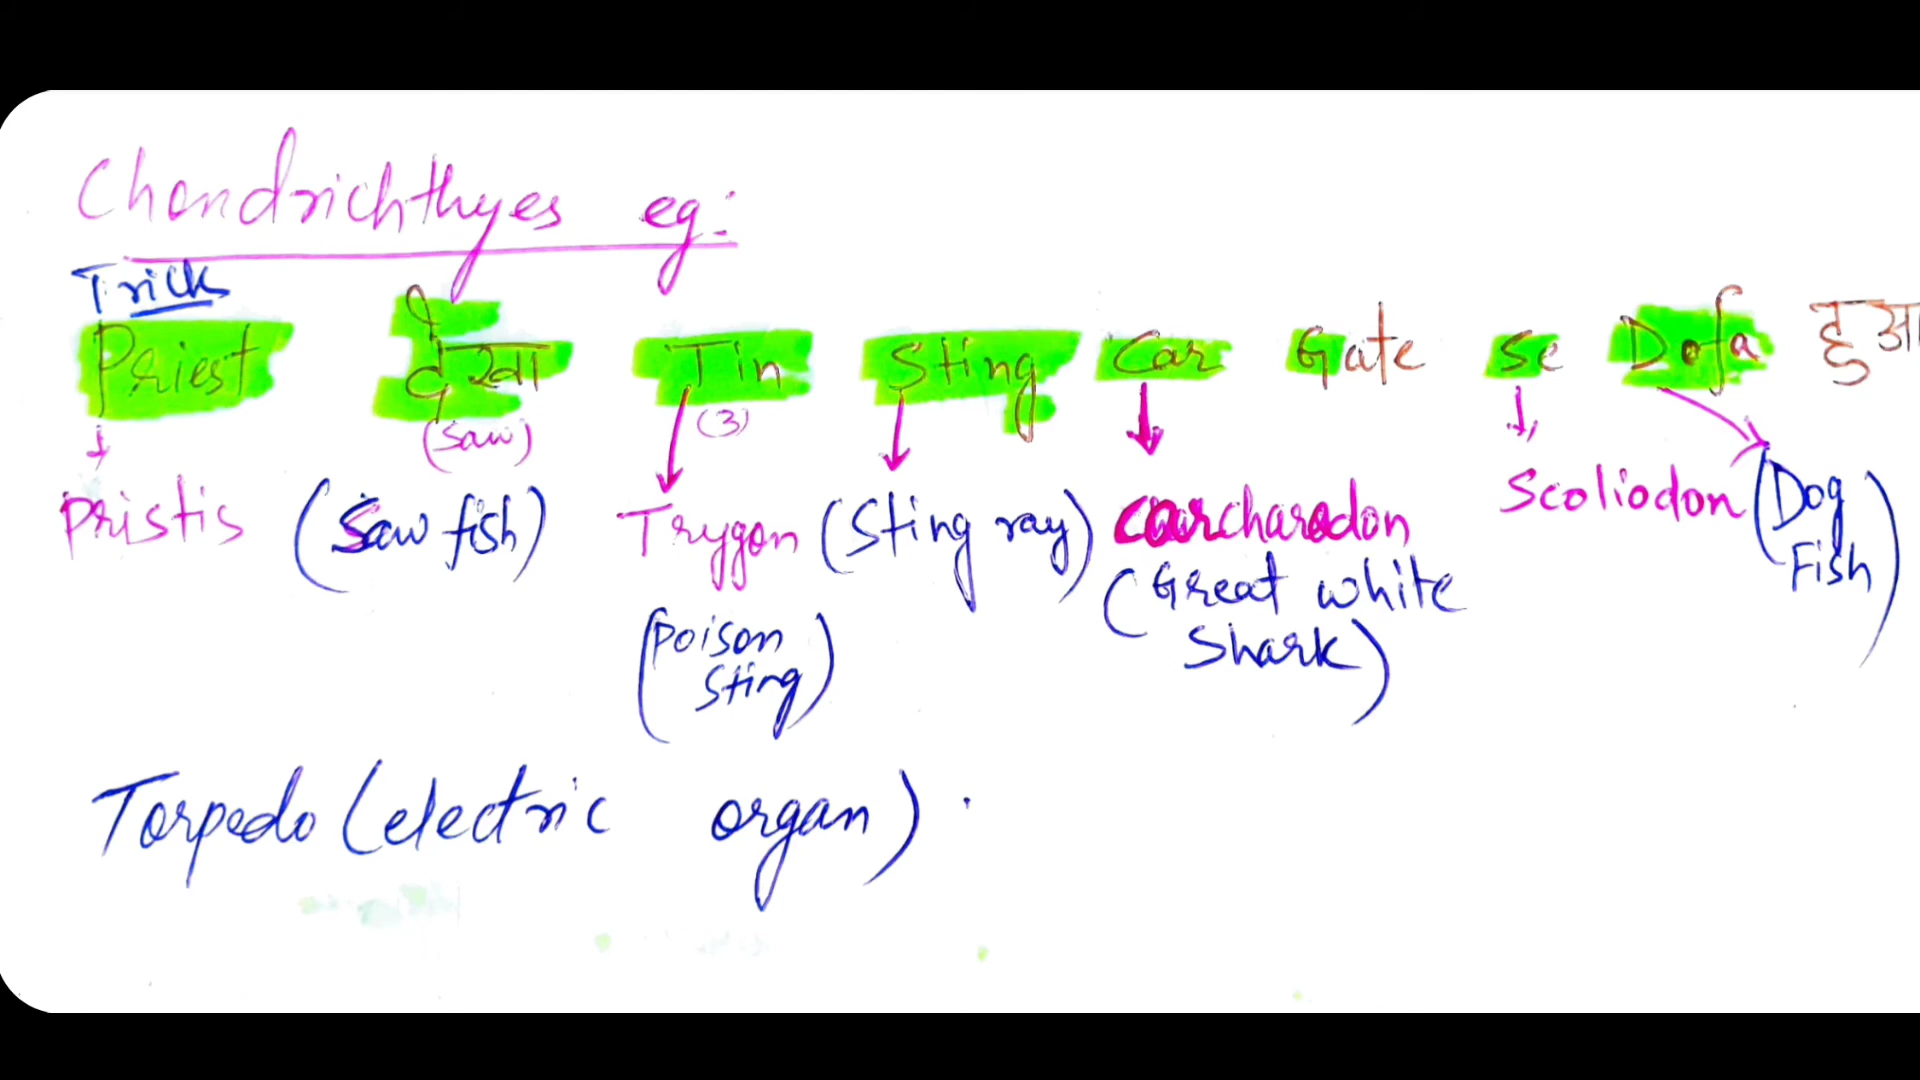 Chondrichthyes eg:
Trick
Priest देखा Tin Sting Car Gate se Dofa हुआ
(Saw) (3)
Pristis (Saw fish) Trygon (Sting ray) Carcharodon Scoliodon (Dog
(Great white Fish)
(Poison Shark)
Sting)
Torpedo (electric organ).